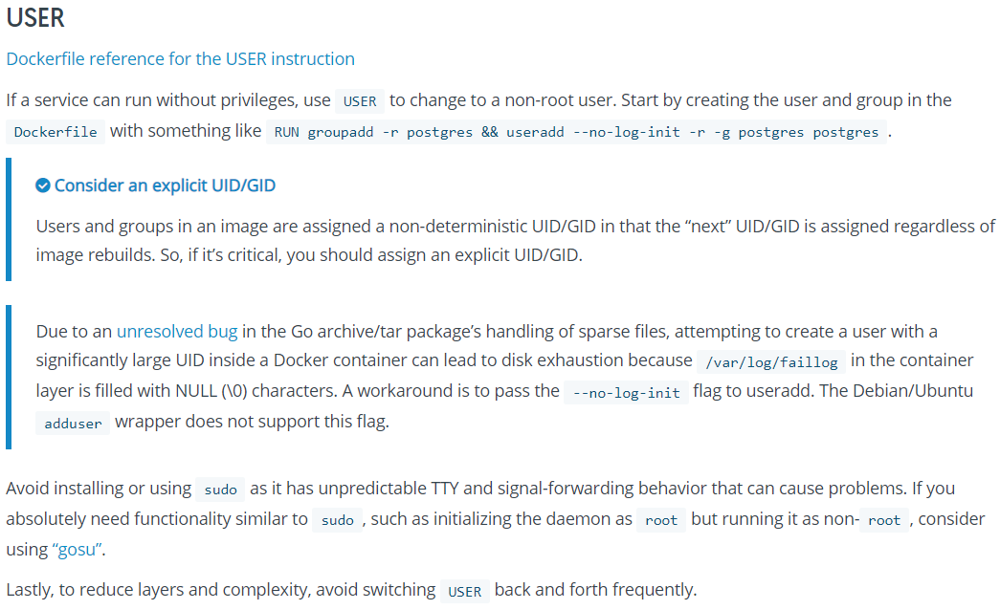 USER
Dockerfile reference for the USER instruction
If a service can run without privileges, use USER to change to a non-root user. Start by creating the user and group in the
Dockerfile with something like RUN groupadd -r postgres && useradd --no-log-init -r -g postgres postgres .
Consider an explicit UID/GID
Users and groups in an image are assigned a non-deterministic UID/GID in that the “next” UID/GID is assigned regardless of
image rebuilds. So, if it’s critical, you should assign an explicit UID/GID.
Due to an unresolved bug in the Go archive/tar package’s handling of sparse files, attempting to create a user with a
significantly large UID inside a Docker container can lead to disk exhaustion because /var/log/faillog in the container
layer is filled with NULL (\0) characters. A workaround is to pass the --no-log-init flag to useradd. The Debian/Ubuntu
adduser wrapper does not support this flag.
Avoid installing or using sudo as it has unpredictable TTY and signal-forwarding behavior that can cause problems. If you
absolutely need functionality similar to sudo , such as initializing the daemon as root but running it as non- root , consider
using “gosu”.
Lastly, to reduce layers and complexity, avoid switching USER back and forth frequently.